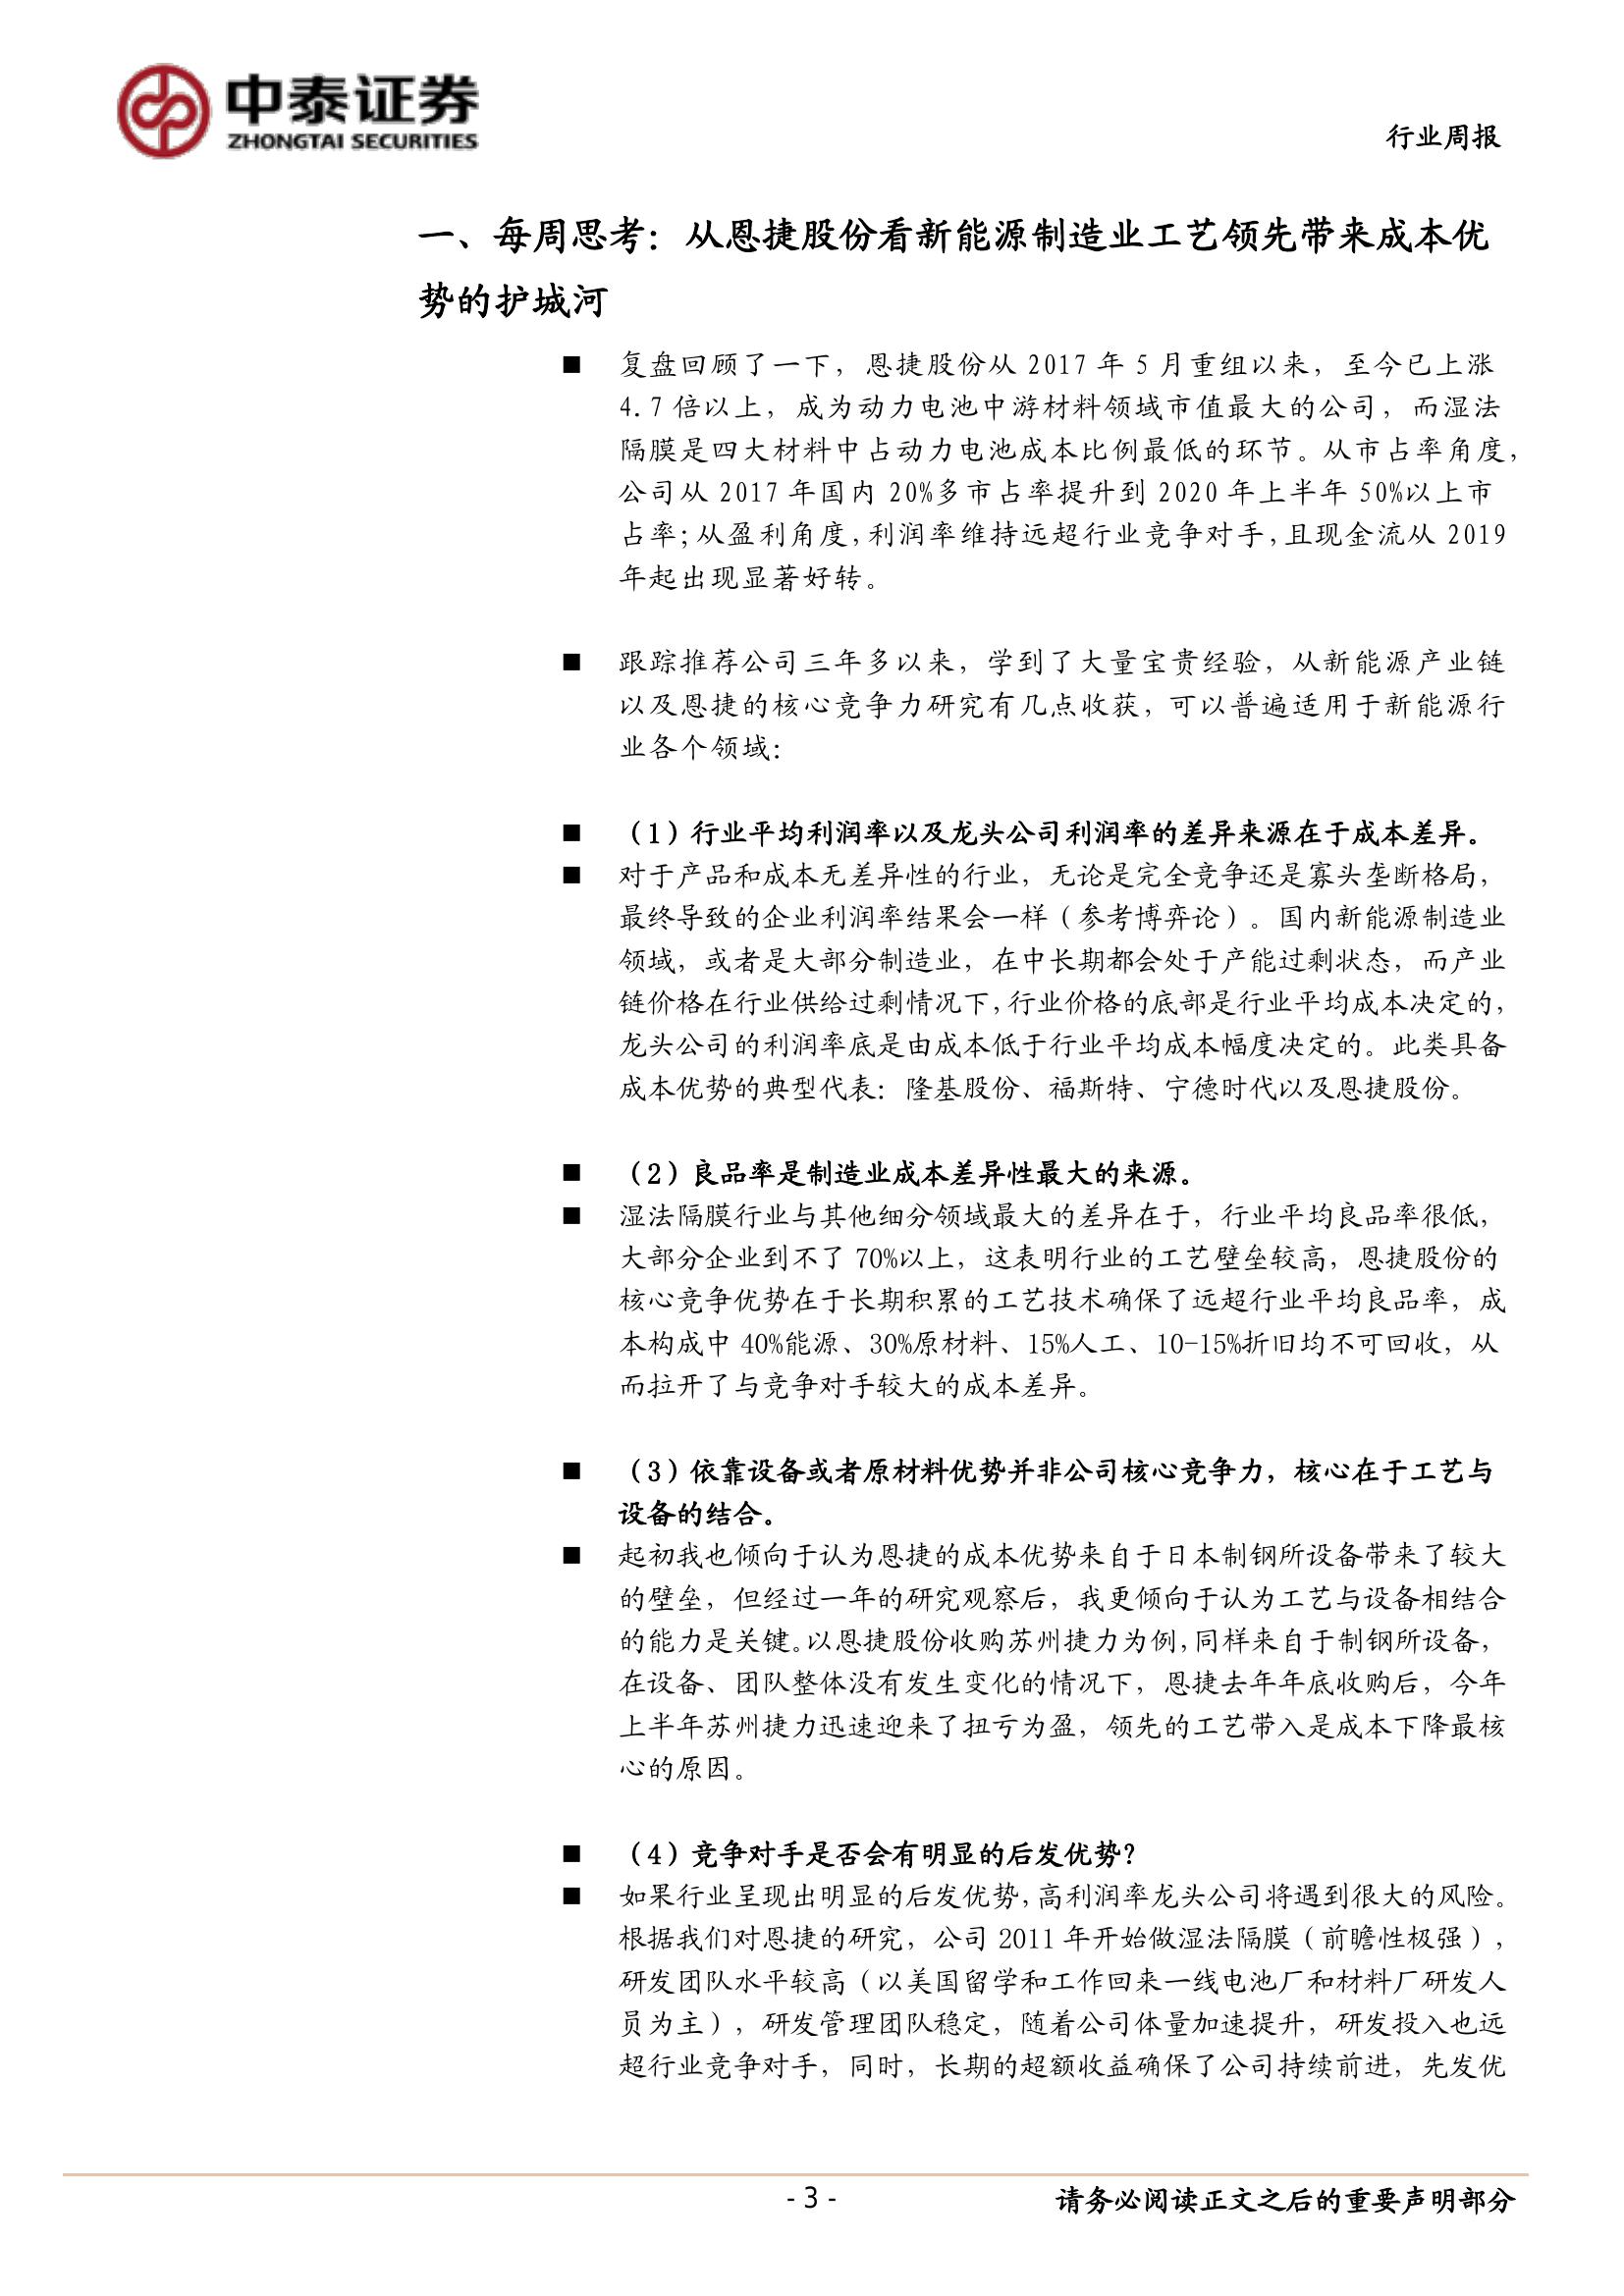 中泰证券
ZHONGTAI SECURITIES
行业周报
一、每周思考：从恩捷股份看新能源制造业工艺领先带来成本优
势的护城河
■ 复盘回顾了一下，恩捷股份从 2017 年 5 月重组以来，至今已上涨
4.7 倍以上，成为动力电池中游材料领域市值最大的公司，而湿法
隔膜是四大材料中占动力电池成本比例最低的环节。从市占率角度，
公司从 2017 年国内 20%多市占率提升到 2020 年上半年 50%以上市
占率；从盈利角度，利润率维持远超行业竞争对手，且现金流从 2019
年起出现显著好转。
■ 跟踪推荐公司三年多以来，学到了大量宝贵经验，从新能源产业链
以及恩捷的核心竞争力研究有几点收获，可以普遍适用于新能源行
业各个领域：
■ （1）行业平均利润率以及龙头公司利润率的差异来源在于成本差异。
■ 对于产品和成本无差异性的行业，无论是完全竞争还是寡头垄断格局，
最终导致的企业利润率结果会一样（参考博弈论）。国内新能源制造业
领域，或者是大部分制造业，在中长期都会处于产能过剩状态，而产业
链价格在行业供给过剩情况下，行业价格的底部是行业平均成本决定的，
龙头公司的利润率底是由成本低于行业平均成本幅度决定的。此类具备
成本优势的典型代表：隆基股份、福斯特、宁德时代以及恩捷股份。
■ （2）良品率是制造业成本差异性最大的来源。
■ 湿法隔膜行业与其他细分领域最大的差异在于，行业平均良品率很低，
大部分企业到不了 70%以上，这表明行业的工艺壁垒较高，恩捷股份的
核心竞争优势在于长期积累的工艺技术确保了远超行业平均良品率，成
本构成中 40%能源、30%原材料、15%人工、10-15%折旧均不可回收，从
而拉开了与竞争对手较大的成本差异。
■ （3）依靠设备或者原材料优势并非公司核心竞争力，核心在于工艺与
设备的结合。
■ 起初我也倾向于认为恩捷的成本优势来自于日本制钢所设备带来了较大
的壁垒，但经过一年的研究观察后，我更倾向于认为工艺与设备相结合
的能力是关键。以恩捷股份收购苏州捷力为例，同样来自于制钢所设备，
在设备、团队整体没有发生变化的情况下，恩捷去年年底收购后，今年
上半年苏州捷力迅速迎来了扭亏为盈，领先的工艺带入是成本下降最核
心的原因。
■ （4）竞争对手是否会有明显的后发优势？
■ 如果行业呈现出明显的后发优势，高利润率龙头公司将遇到很大的风险。
根据我们对恩捷的研究，公司 2011 年开始做湿法隔膜（前瞻性极强），
研发团队水平较高（以美国留学和工作回来一线电池厂和材料厂研发人
员为主），研发管理团队稳定，随着公司体量加速提升，研发投入也远
超行业竞争对手，同时，长期的超额收益确保了公司持续前进，先发优
- 3 -
请务必阅读正文之后的重要声明部分